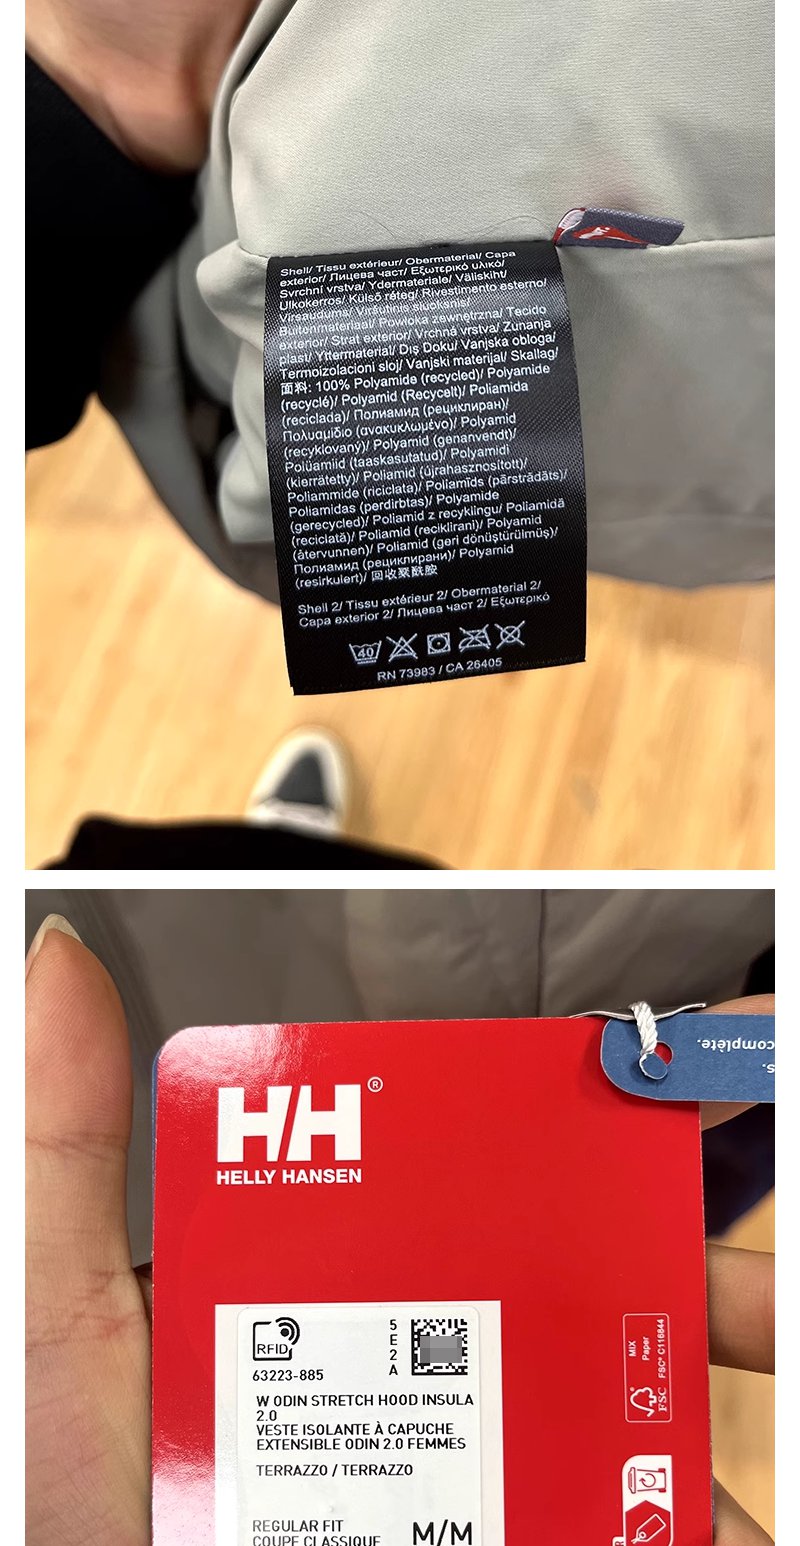 Shell/ Tissu extérieur/ Obermaterial/ Capa
exterior/ Лицева част/ Εξωτερικό υλικό/
Svrchní vrstva/ Ydermateriale/ Väliskiht/
Ulkokerros/ Külső réteg/ Rivestimento esterno/
Virsaudums/ Viršutinis sluoksnis/
Buitenmateriaal/ Powłoka zewnętrzna/ Tecido
exterior/ Strat exterior/ Vrchná vrstva/ Zunanja
plast/ Yttermaterial/ Dış Doku/ Vanjska obloga/
Termoizolacioni sloj/ Vanjski materijal/ Skallag/
面料: 100% Polyamide (recycled)/ Polyamide
(recyclé)/ Polyamid (Recycelt)/ Poliamida
(reciclada)/ Полиамид (рециклиран)/
Πολυαμίδιο (ανακυκλωμένο)/ Polyamid
(recyklovaný)/ Polyamid (genanvendt)/
Polüamiid (taaskasutatud)/ Polyamidi
(kierrätetty)/ Poliamid (újrahasznosított)/
Poliammide (riciclata)/ Poliamīds (pārstrādāts)/
Poliamidas (perdirbtas)/ Polyamide
(gerecycled)/ Poliamid z recyklingu/ Poliamidă
(reciclată)/ Poliamid (reciklirani)/ Polyamid
(återvunnen)/ Poliamid (geri dönüştürülmüş)/
Полиамид (рециклирани)/ Polyamid
(resirkulert)/ 回收聚酰胺
Shell 2/ Tissu extérieur 2/ Obermaterial 2/
Capa exterior 2/ Лицева част 2/ Εξωτερικό
40
RN 73983 / CA 26405
complète.
s.
HH®
HELLY HANSEN
RFID
5
E
2
A
63223-885
W ODIN STRETCH HOOD INSULA
2.0
VESTE ISOLANTE À CAPUCHE
EXTENSIBLE ODIN 2.0 FEMMES
TERRAZZO / TERRAZZO
REGULAR FIT
COUPE CLASSIQUE
M/M
MIX
Paper
FSC® C116844
FSC